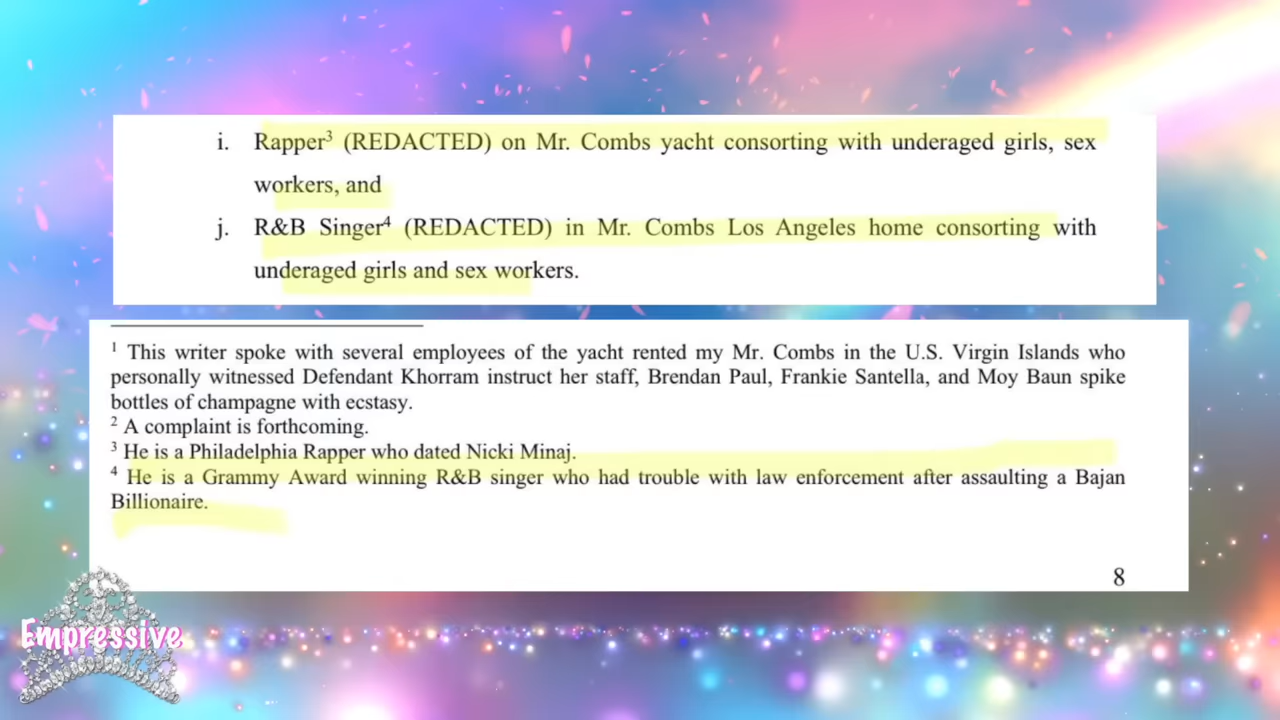 i. Rapper³ (REDACTED) on Mr. Combs yacht consorting with underaged girls, sex
workers, and
j. R&B Singer⁴ (REDACTED) in Mr. Combs Los Angeles home consorting with
underaged girls and sex workers.
¹ This writer spoke with several employees of the yacht rented my Mr. Combs in the U.S. Virgin Islands who
personally witnessed Defendant Khorram instruct her staff, Brendan Paul, Frankie Santella, and Moy Baun spike
bottles of champagne with ecstasy.
² A complaint is forthcoming.
³ He is a Philadelphia Rapper who dated Nicki Minaj.
⁴ He is a Grammy Award winning R&B singer who had trouble with law enforcement after assaulting a Bajan
Billionaire.
8
Empressive